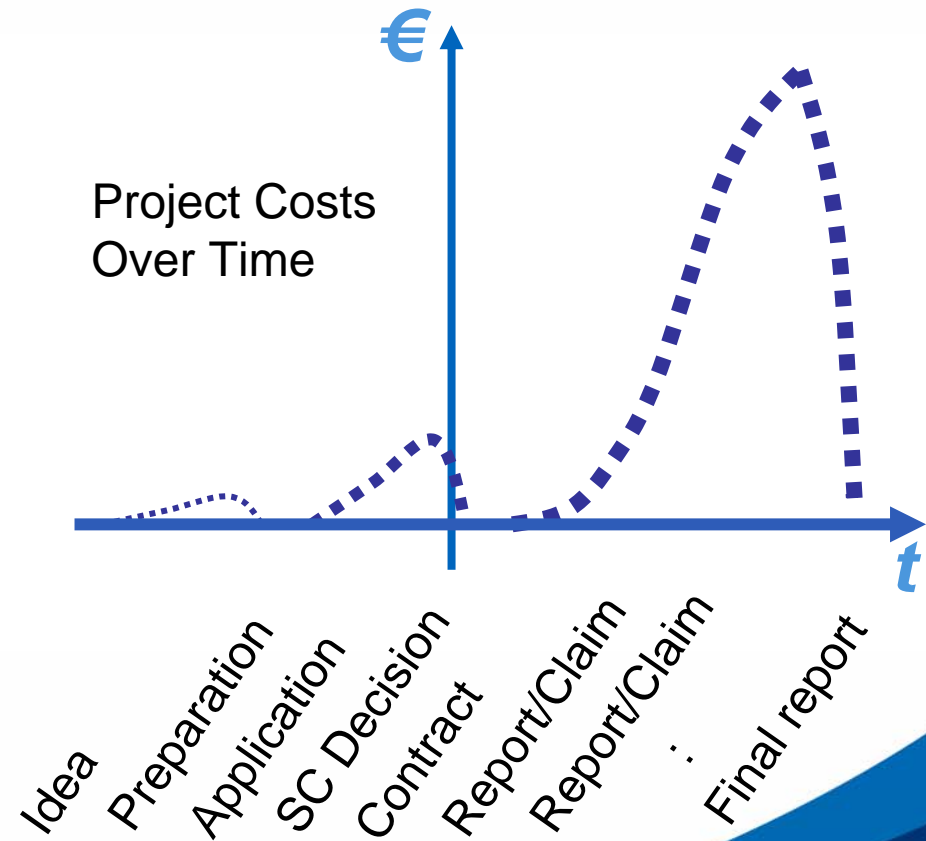 €
Project Costs
Over Time
t
Idea
Preparation
Application
SC Decision
Contract
Report/Claim
Report/Claim
:
Final report